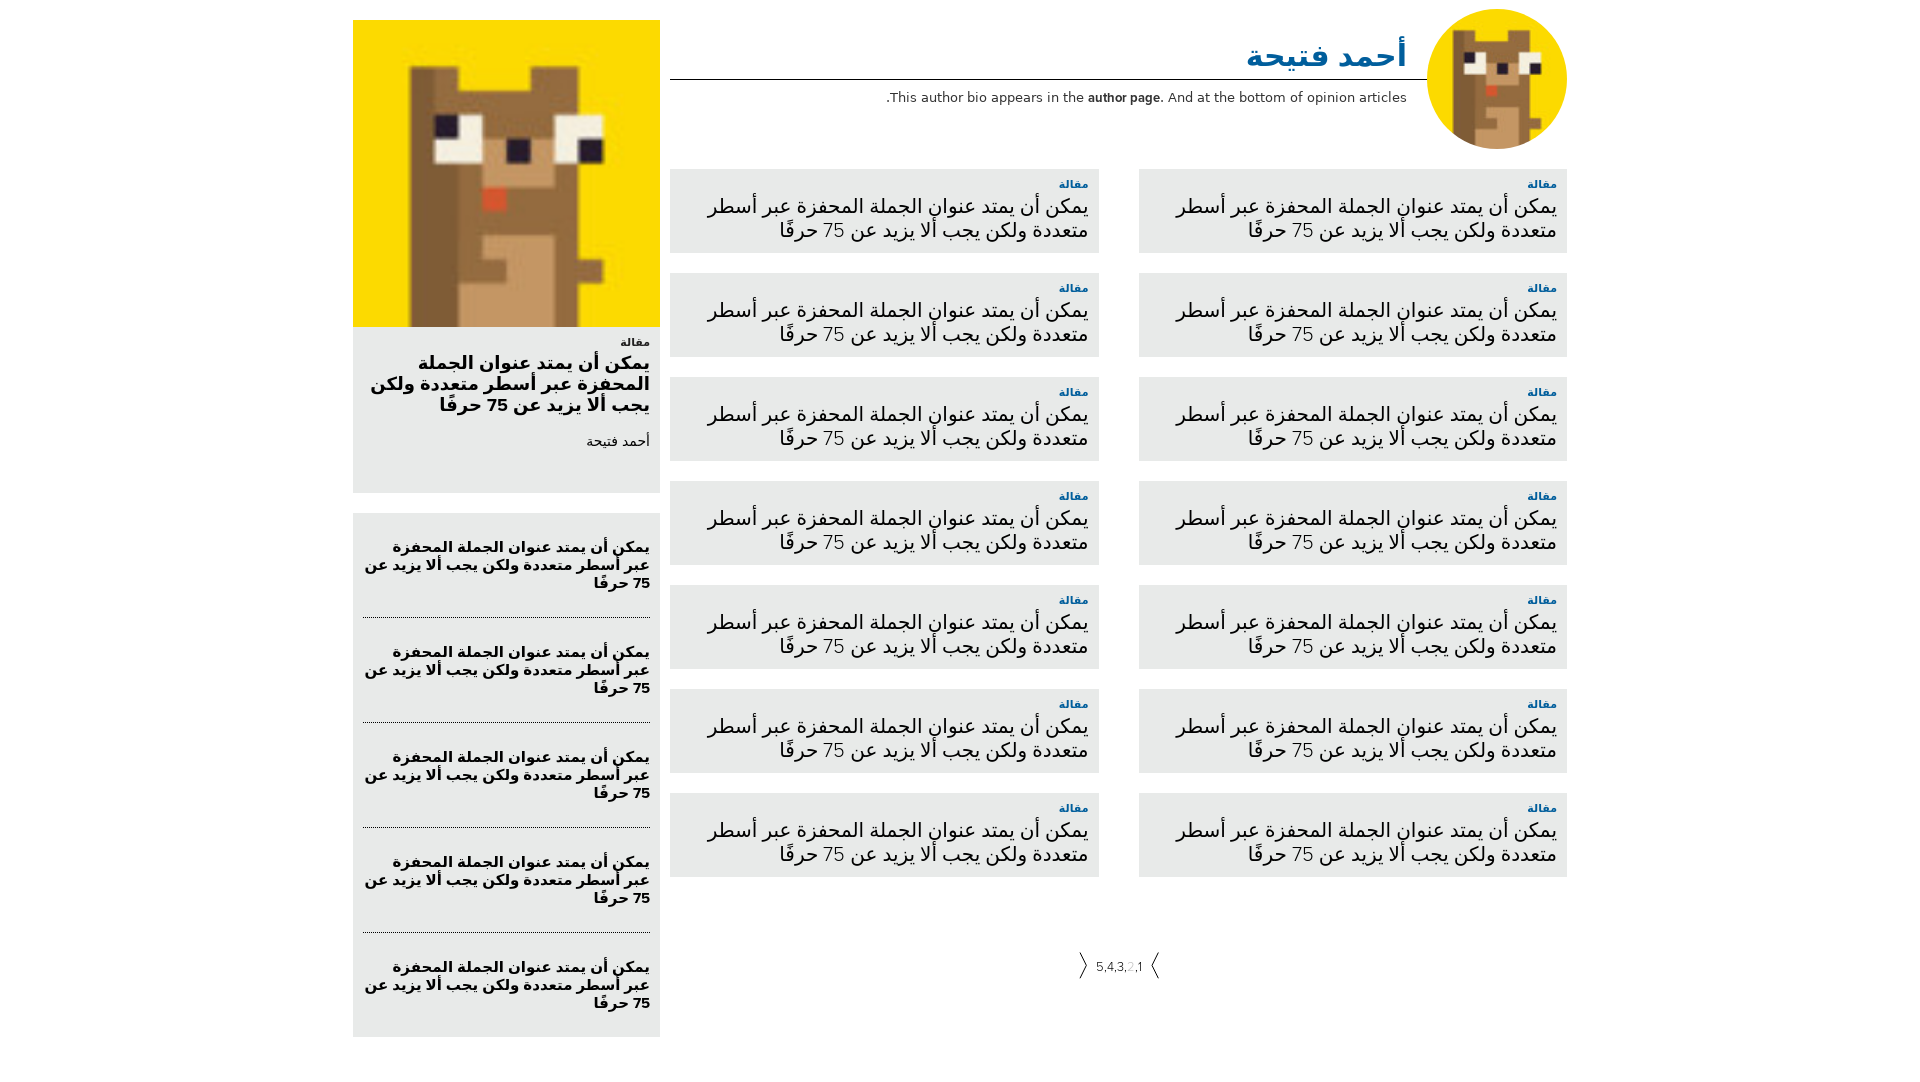 أحمد فتيحة
This author bio appears in the author page. And at the bottom of opinion articles.
مقالة
يمكن أن يمتد عنوان الجملة المحفزة عبر أسطر
متعددة ولكن يجب ألا يزيد عن 75 حرفًا
مقالة
يمكن أن يمتد عنوان الجملة المحفزة عبر أسطر
متعددة ولكن يجب ألا يزيد عن 75 حرفًا
مقالة
يمكن أن يمتد عنوان الجملة المحفزة عبر أسطر
متعددة ولكن يجب ألا يزيد عن 75 حرفًا
مقالة
يمكن أن يمتد عنوان الجملة المحفزة عبر أسطر
متعددة ولكن يجب ألا يزيد عن 75 حرفًا
مقالة
يمكن أن يمتد عنوان الجملة المحفزة عبر أسطر
متعددة ولكن يجب ألا يزيد عن 75 حرفًا
مقالة
يمكن أن يمتد عنوان الجملة المحفزة عبر أسطر
متعددة ولكن يجب ألا يزيد عن 75 حرفًا
مقالة
يمكن أن يمتد عنوان الجملة المحفزة عبر أسطر
متعددة ولكن يجب ألا يزيد عن 75 حرفًا
مقالة
يمكن أن يمتد عنوان الجملة المحفزة عبر أسطر
متعددة ولكن يجب ألا يزيد عن 75 حرفًا
مقالة
يمكن أن يمتد عنوان الجملة المحفزة عبر أسطر
متعددة ولكن يجب ألا يزيد عن 75 حرفًا
مقالة
يمكن أن يمتد عنوان الجملة المحفزة عبر أسطر
متعددة ولكن يجب ألا يزيد عن 75 حرفًا
مقالة
يمكن أن يمتد عنوان الجملة المحفزة عبر أسطر
متعددة ولكن يجب ألا يزيد عن 75 حرفًا
مقالة
يمكن أن يمتد عنوان الجملة المحفزة عبر أسطر
متعددة ولكن يجب ألا يزيد عن 75 حرفًا
مقالة
يمكن أن يمتد عنوان الجملة المحفزة عبر أسطر
متعددة ولكن يجب ألا يزيد عن 75 حرفًا
مقالة
يمكن أن يمتد عنوان الجملة المحفزة عبر أسطر
متعددة ولكن يجب ألا يزيد عن 75 حرفًا
5,4,3,2,1
مقالة
يمكن أن يمتد عنوان الجملة
المحفزة عبر أسطر متعددة ولكن
يجب ألا يزيد عن 75 حرفًا
أحمد فتيحة
يمكن أن يمتد عنوان الجملة المحفزة
عبر أسطر متعددة ولكن يجب ألا يزيد عن
75 حرفًا
يمكن أن يمتد عنوان الجملة المحفزة
عبر أسطر متعددة ولكن يجب ألا يزيد عن
75 حرفًا
يمكن أن يمتد عنوان الجملة المحفزة
عبر أسطر متعددة ولكن يجب ألا يزيد عن
75 حرفًا
يمكن أن يمتد عنوان الجملة المحفزة
عبر أسطر متعددة ولكن يجب ألا يزيد عن
75 حرفًا
يمكن أن يمتد عنوان الجملة المحفزة
عبر أسطر متعددة ولكن يجب ألا يزيد عن
75 حرفًا